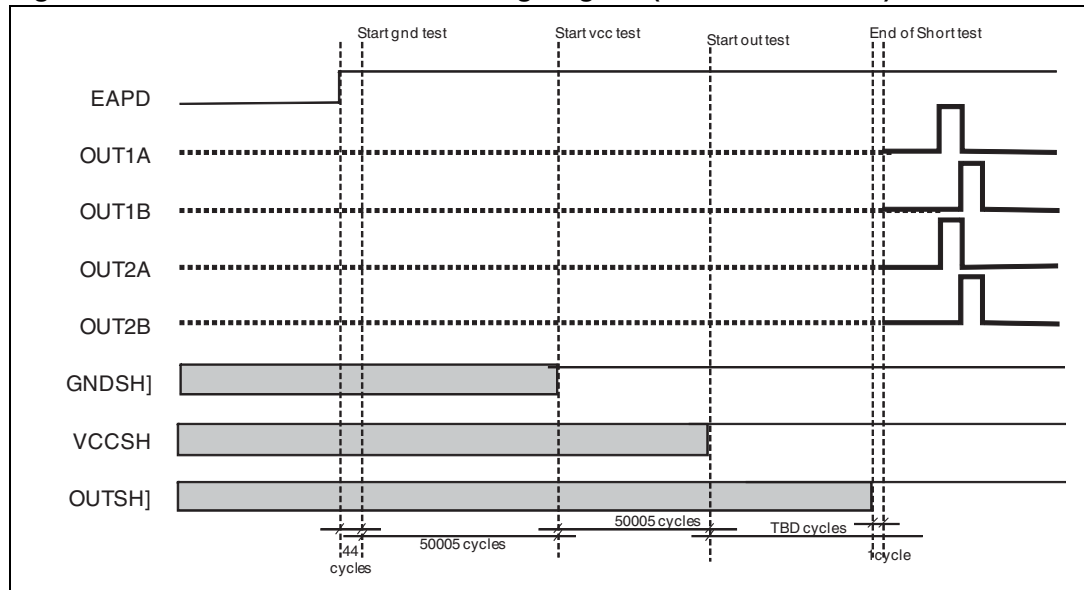 Start gnd test
Start vcc test
Start out test
End of Short test
EAPD
OUT1A
OUT1B
OUT2A
OUT2B
GNDSH]
VCCSH
OUTSH]
44
cycles
50005 cycles
50005 cycles
TBD cycles
1cycle